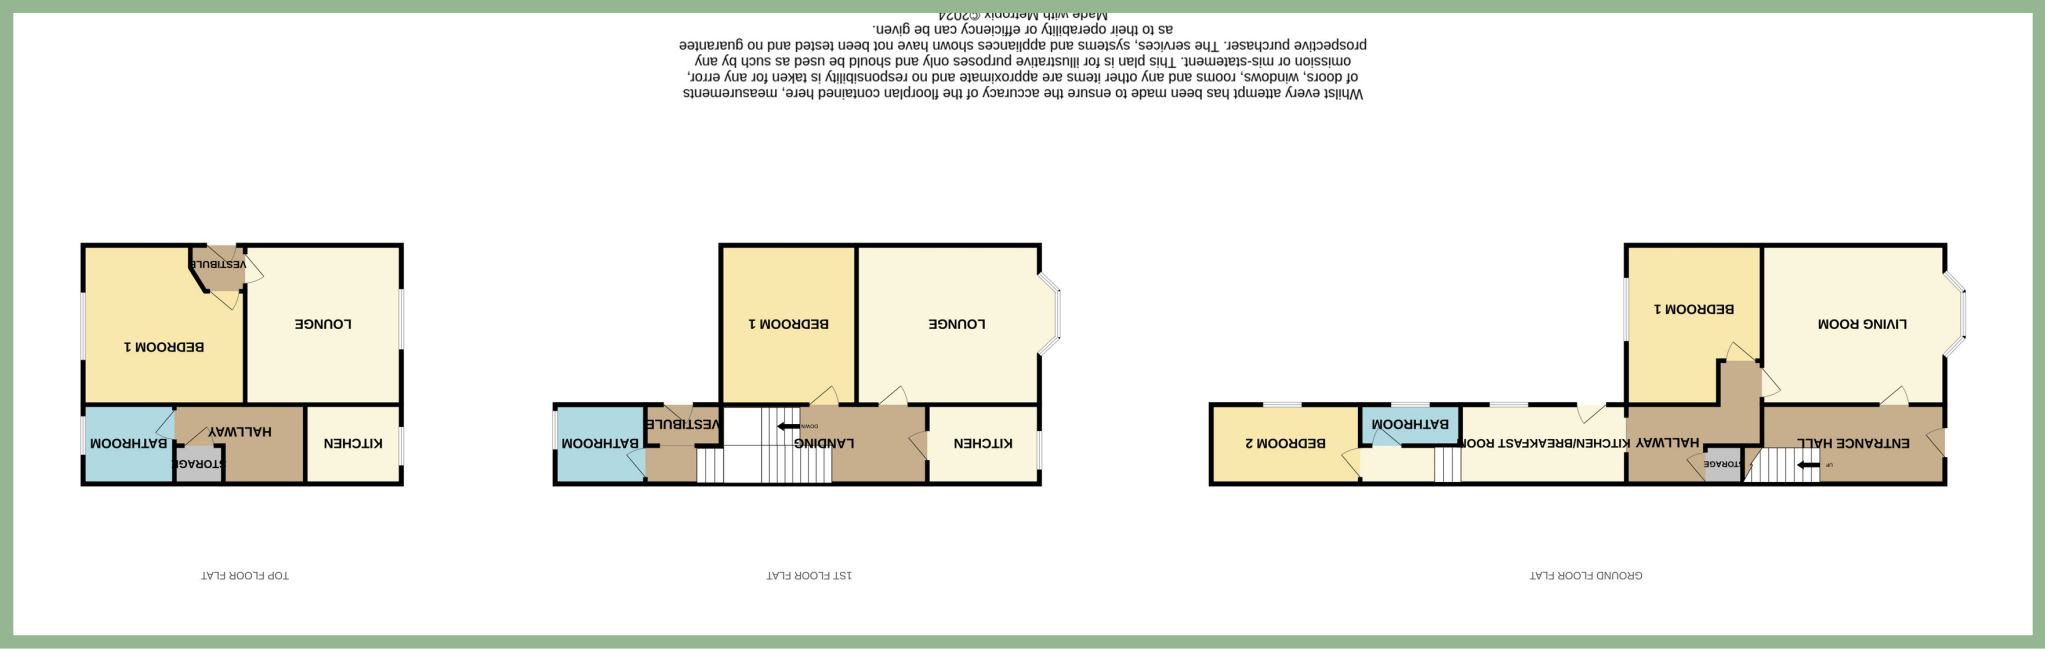 GROUND FLOOR FLAT
1ST FLOOR FLAT
TOP FLOOR FLAT
UP
STORAGE
ENTRANCE HALL
HALLWAY
KITCHEN/BREAKFAST ROOM
BEDROOM 2
BATHROOM
LIVING ROOM
BEDROOM 1
KITCHEN
LANDING
BATHROOM
DOWN
VESTIBULE
LOUNGE
BEDROOM 1
STORAGE
KITCHEN
HALLWAY
BATHROOM
BEDROOM 1
LOUNGE
VESTIBULE
Whilst every attempt has been made to ensure the accuracy of the floorplan contained here, measurements
of doors, windows, rooms and any other items are approximate and no responsibility is taken for any error,
omission or mis-statement. This plan is for illustrative purposes only and should be used as such by any
prospective purchaser. The services, systems and appliances shown have not been tested and no guarantee
as to their operability or efficiency can be given.
Made with Metropix ©2024